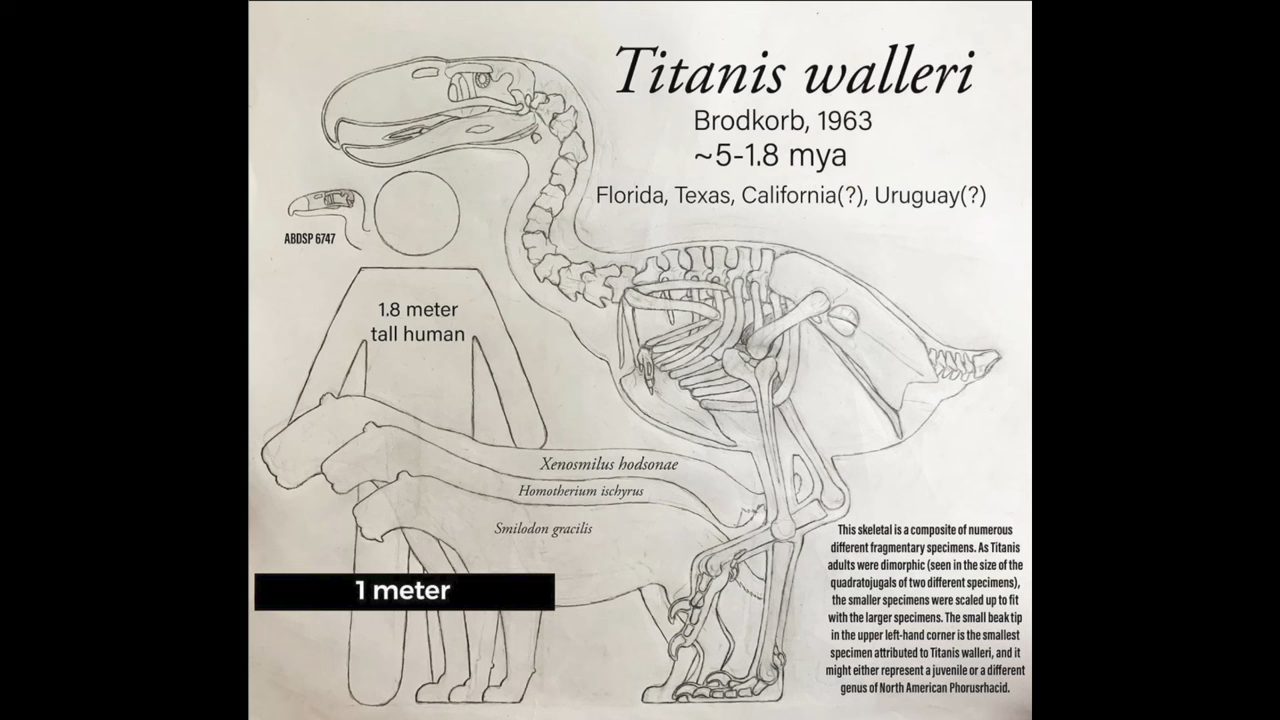 Titanis walleri
Brodkorb, 1963
~5-1.8 mya
Florida, Texas, California(?), Uruguay(?)
ABDSP 6747
1.8 meter
tall human
Xenosmilus hodsonae
Homotherium ischyrus
Smilodon gracilis
1 meter
This skeletal is a composite of numerous
different fragmentary specimens. As Titanis
adults were dimorphic (seen in the size of the
quadratojugals of two different specimens),
the smaller specimens were scaled up to fit
with the larger specimens. The small beak tip
in the upper left-hand corner is the smallest
specimen attributed to Titanis walleri, and it
might either represent a juvenile or a different
genus of North American Phorusrhacid.